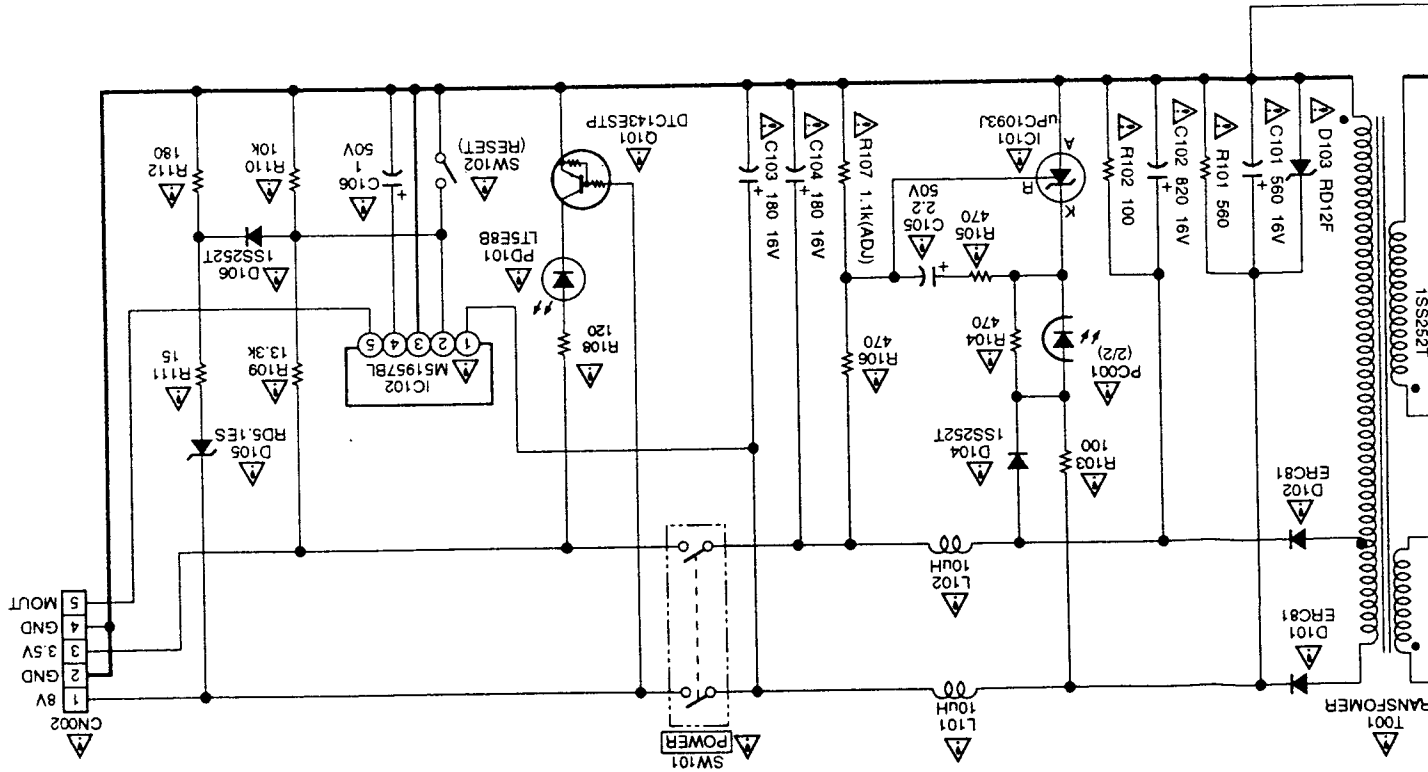 R112
180
R110
10k
C106
1
50V
SW102
(RESET)
Q101
DTC143ESTP
C103 180 16V
C104 180 16V
R107 1.1k(ADJ)
IC101
uPC1093J
A
R
K
R102 100
C102 820 16V
R101 560
C101 560 16V
D103 RD12F
D106
1SS252T
PD101
LT5E8B
C105
2.2
50V
R105
470
1SS252T
5
4
3
2
1
IC102
M51957BL
R111
15
R109
13.3k
R108
120
R106
470
R104
470
PC001
(2/2)
D105
RD5.1ES
D104
1SS252T
R103
100
D102
ERC81
L102
10uH
MOUT 5
GND 4
3.5V 3
GND 2
8V 1
CN002
SW101
POWER
L101
10uH
D101
ERC81
T001
RANSFOMER